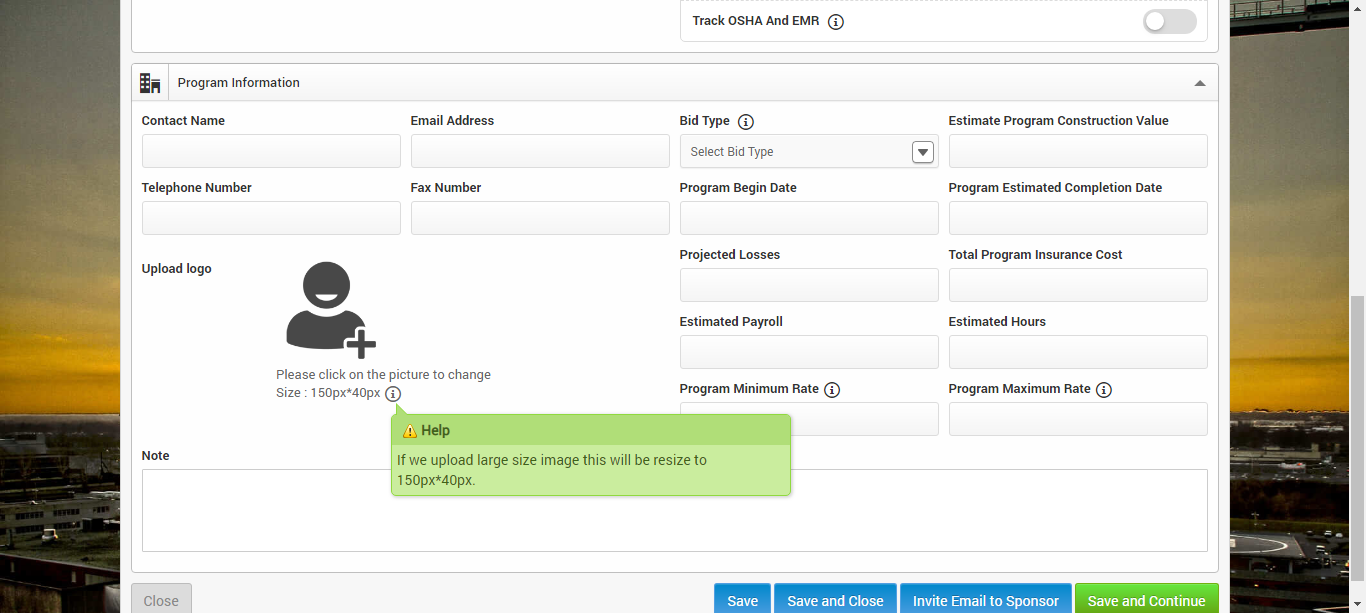 Track OSHA And EMR
Program Information
Contact Name
Email Address
Bid Type
Estimate Program Construction Value
Select Bid Type
Telephone Number
Fax Number
Program Begin Date
Program Estimated Completion Date
Upload logo
Projected Losses
Total Program Insurance Cost
Estimated Payroll
Estimated Hours
Please click on the picture to change
Size : 150px*40px
Program Minimum Rate
Program Maximum Rate
Help
If we upload large size image this will be resize to
150px*40px.
Note
Close
Save
Save and Close
Invite Email to Sponsor
Save and Continue